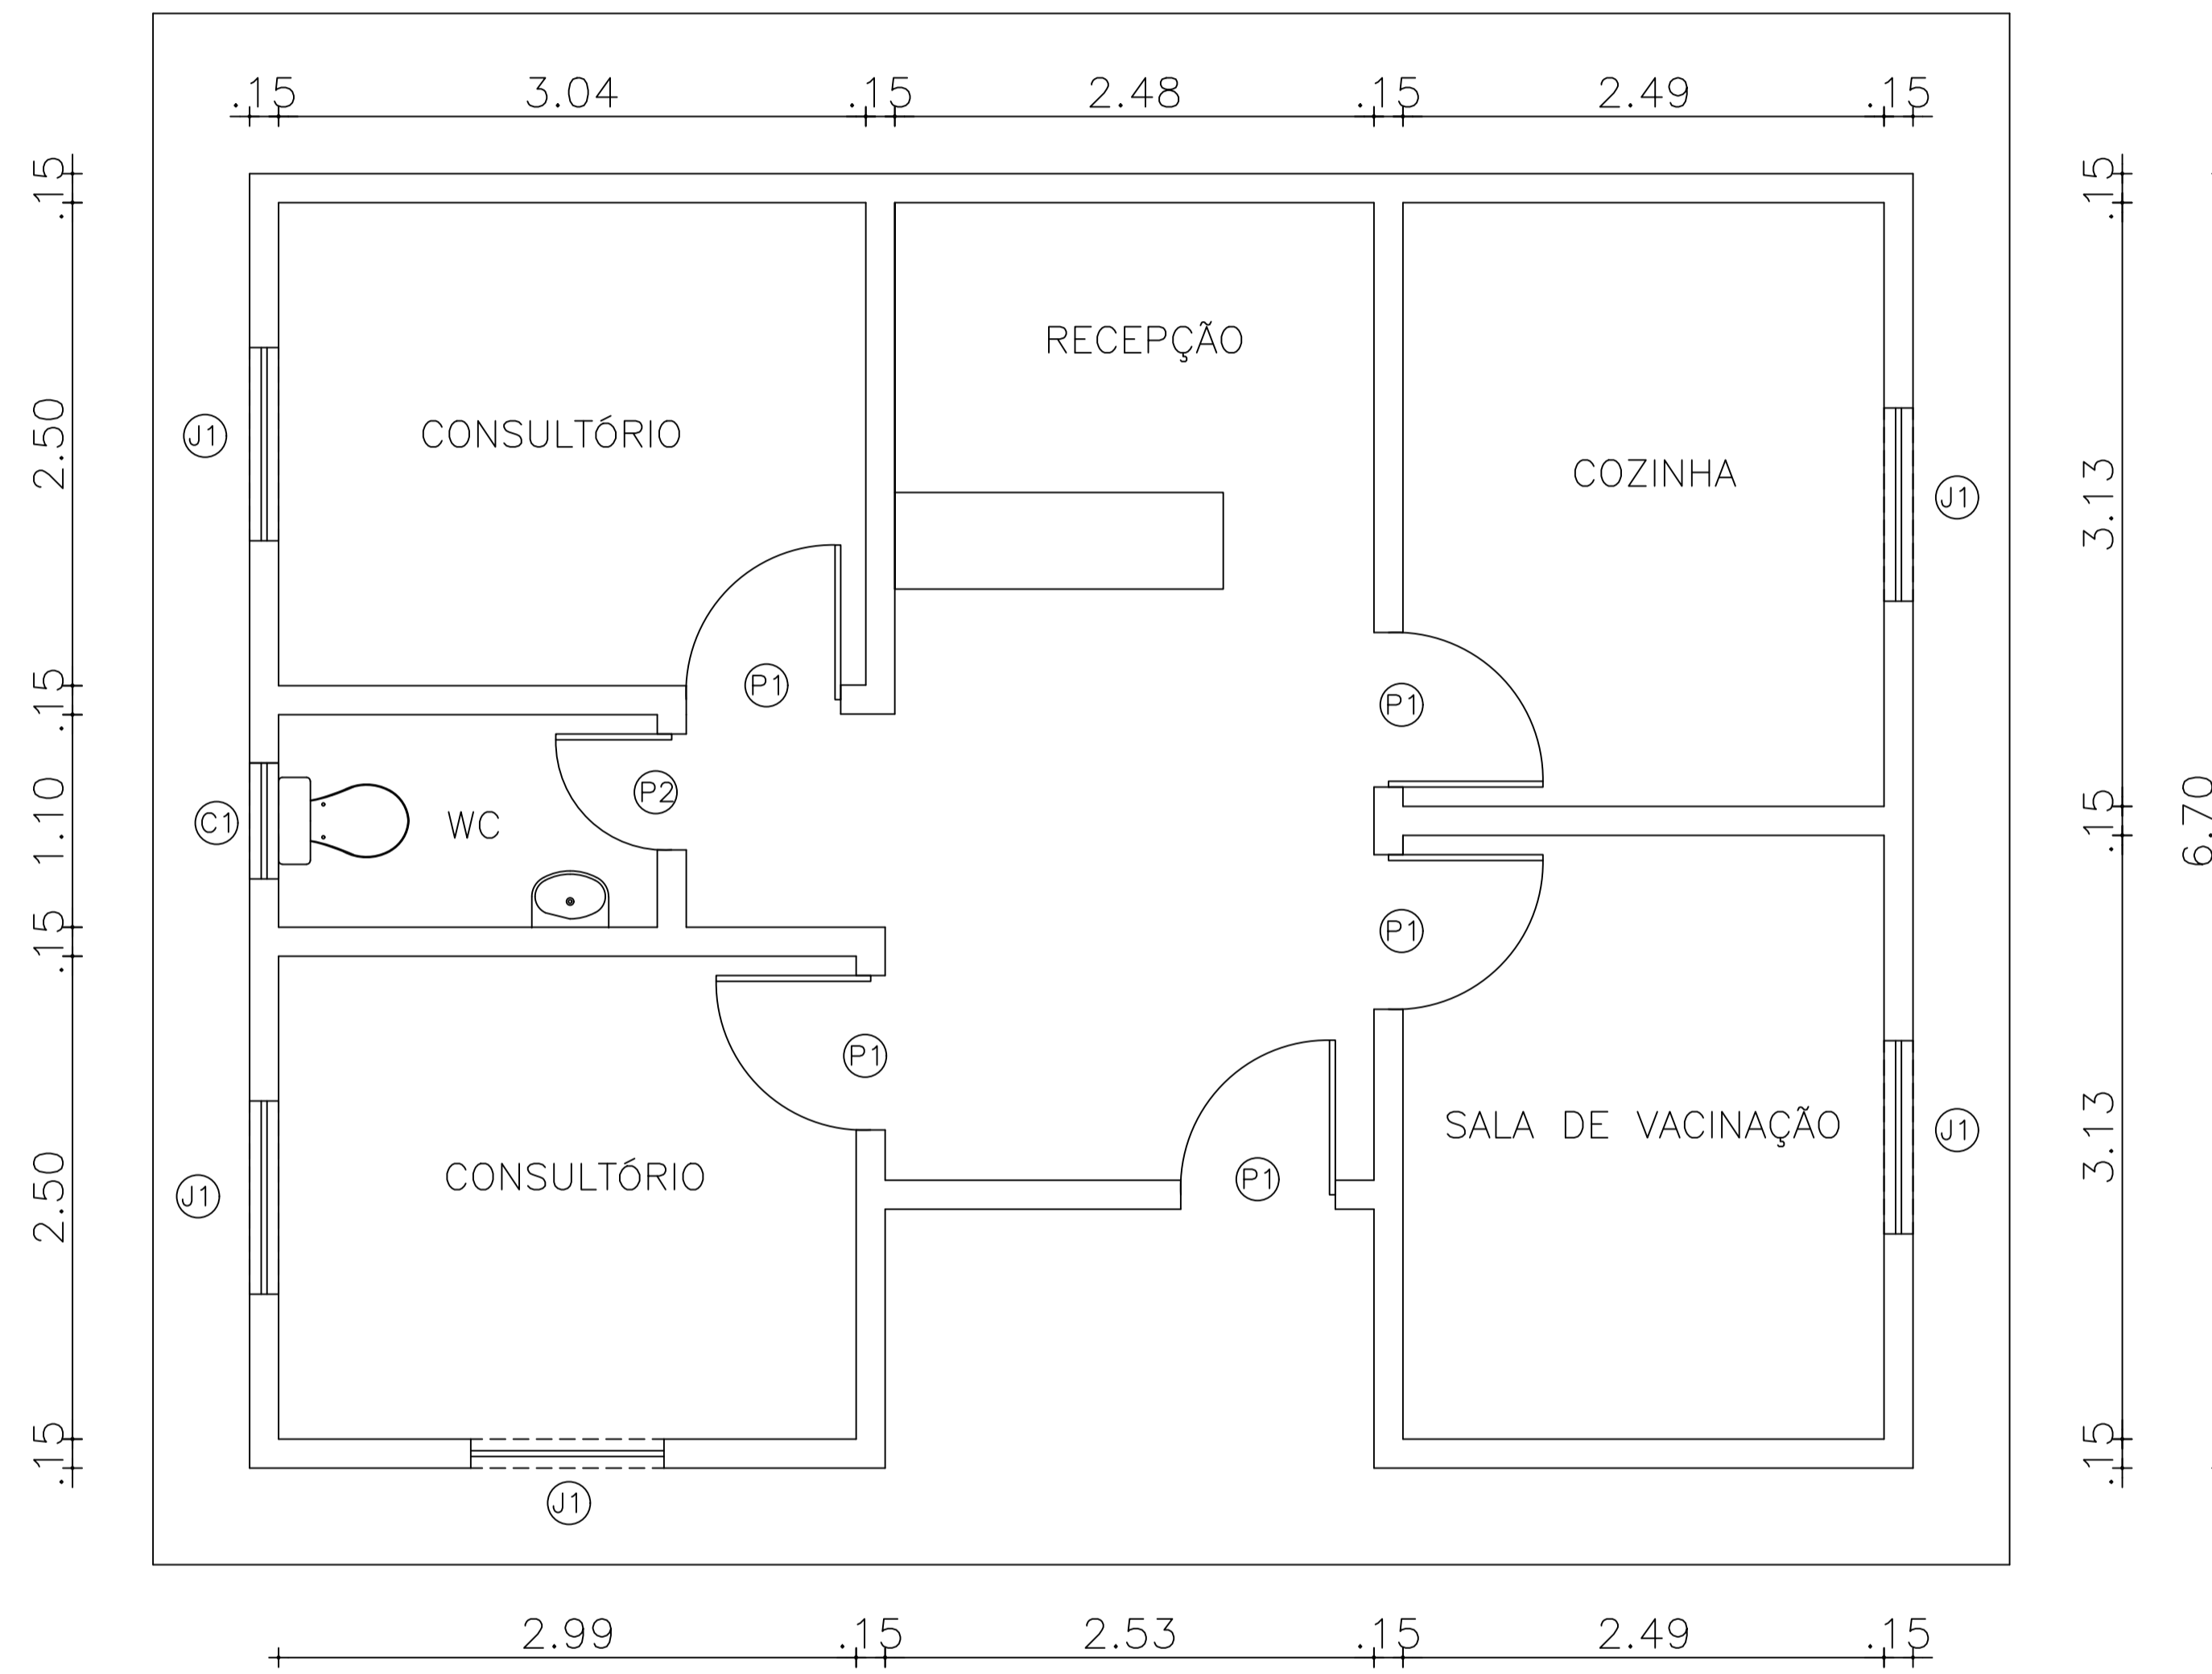 .15 3.04 .15 2.48 .15 2.49 .15
.15
.15
RECEPÇÃO
CONSULTÓRIO
J1
2.50
COZINHA
J1
3.13
.15
P1
P1
C1
1.10
WC
P2
.15
6.70
.15
P1
P1
SALA DE VACINAÇÃO
J1
3.13
CONSULTÓRIO
J1
2.50
P1
.15
.15
J1
2.99 .15 2.53 .15 2.49 .15